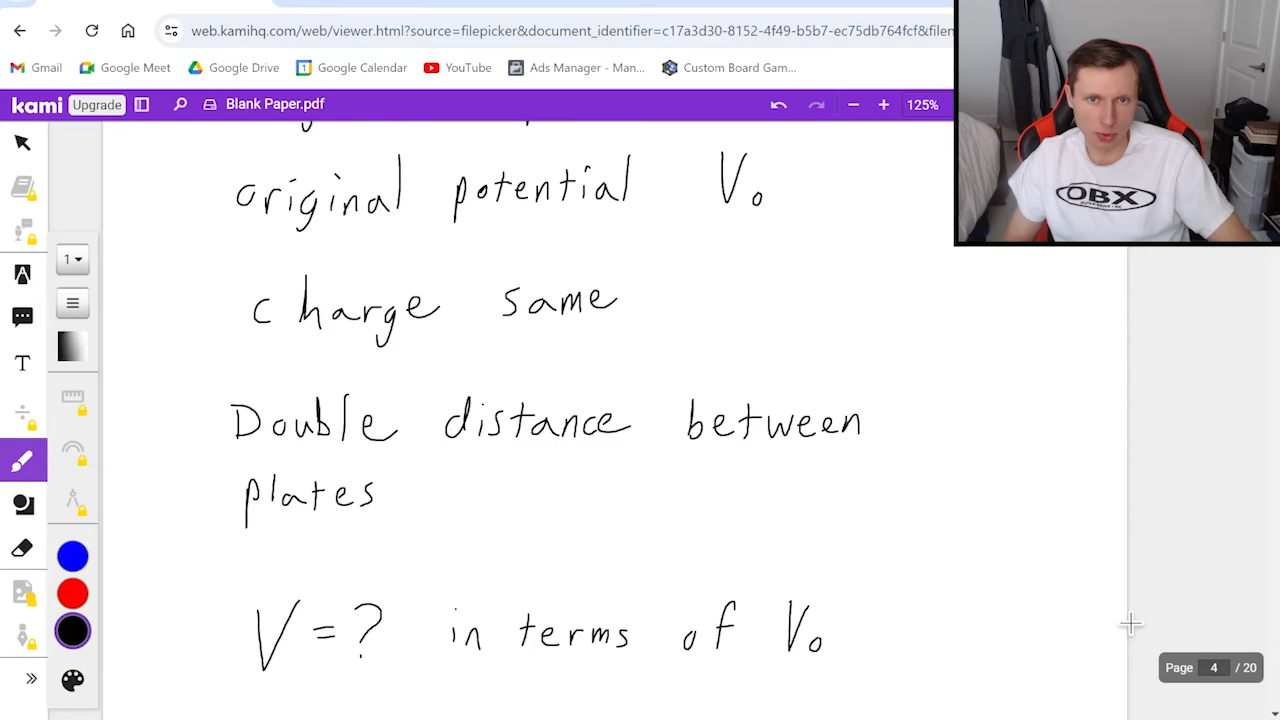 web.kamihq.com/web/viewer.html?source=filepicker&document_identifier=c17a3d30-8152-4f49-b5b7-ec75db764fcf&filen
Gmail Google Meet Google Drive Google Calendar YouTube Ads Manager - Man... Custom Board Gam...
kami Upgrade Blank Paper.pdf 125%
OBX
original potential V₀
1
charge same
Double distance between
plates
T
V = ? in terms of V₀
Page 4 / 20